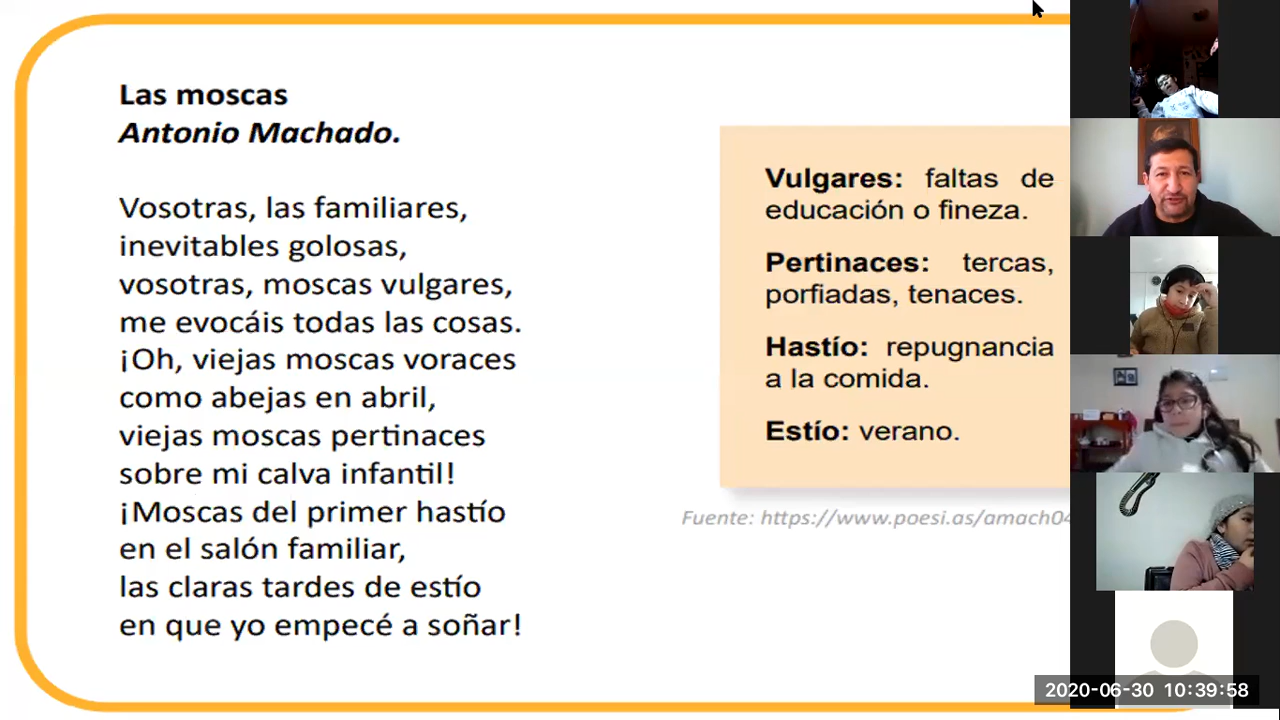 Las moscas
Antonio Machado.
Vosotras, las familiares,
inevitables golosas,
vosotras, moscas vulgares,
me evocáis todas las cosas.
¡Oh, viejas moscas voraces
como abejas en abril,
viejas moscas pertinaces
sobre mi calva infantil!
¡Moscas del primer hastío
en el salón familiar,
las claras tardes de estío
en que yo empecé a soñar!
Vulgares: faltas de
educación o fineza.
Pertinaces: tercas,
porfiadas, tenaces.
Hastío: repugnancia
a la comida.
Estío: verano.
Fuente: https://www.poesi.as/amach04
2020-06-30 10:39:58